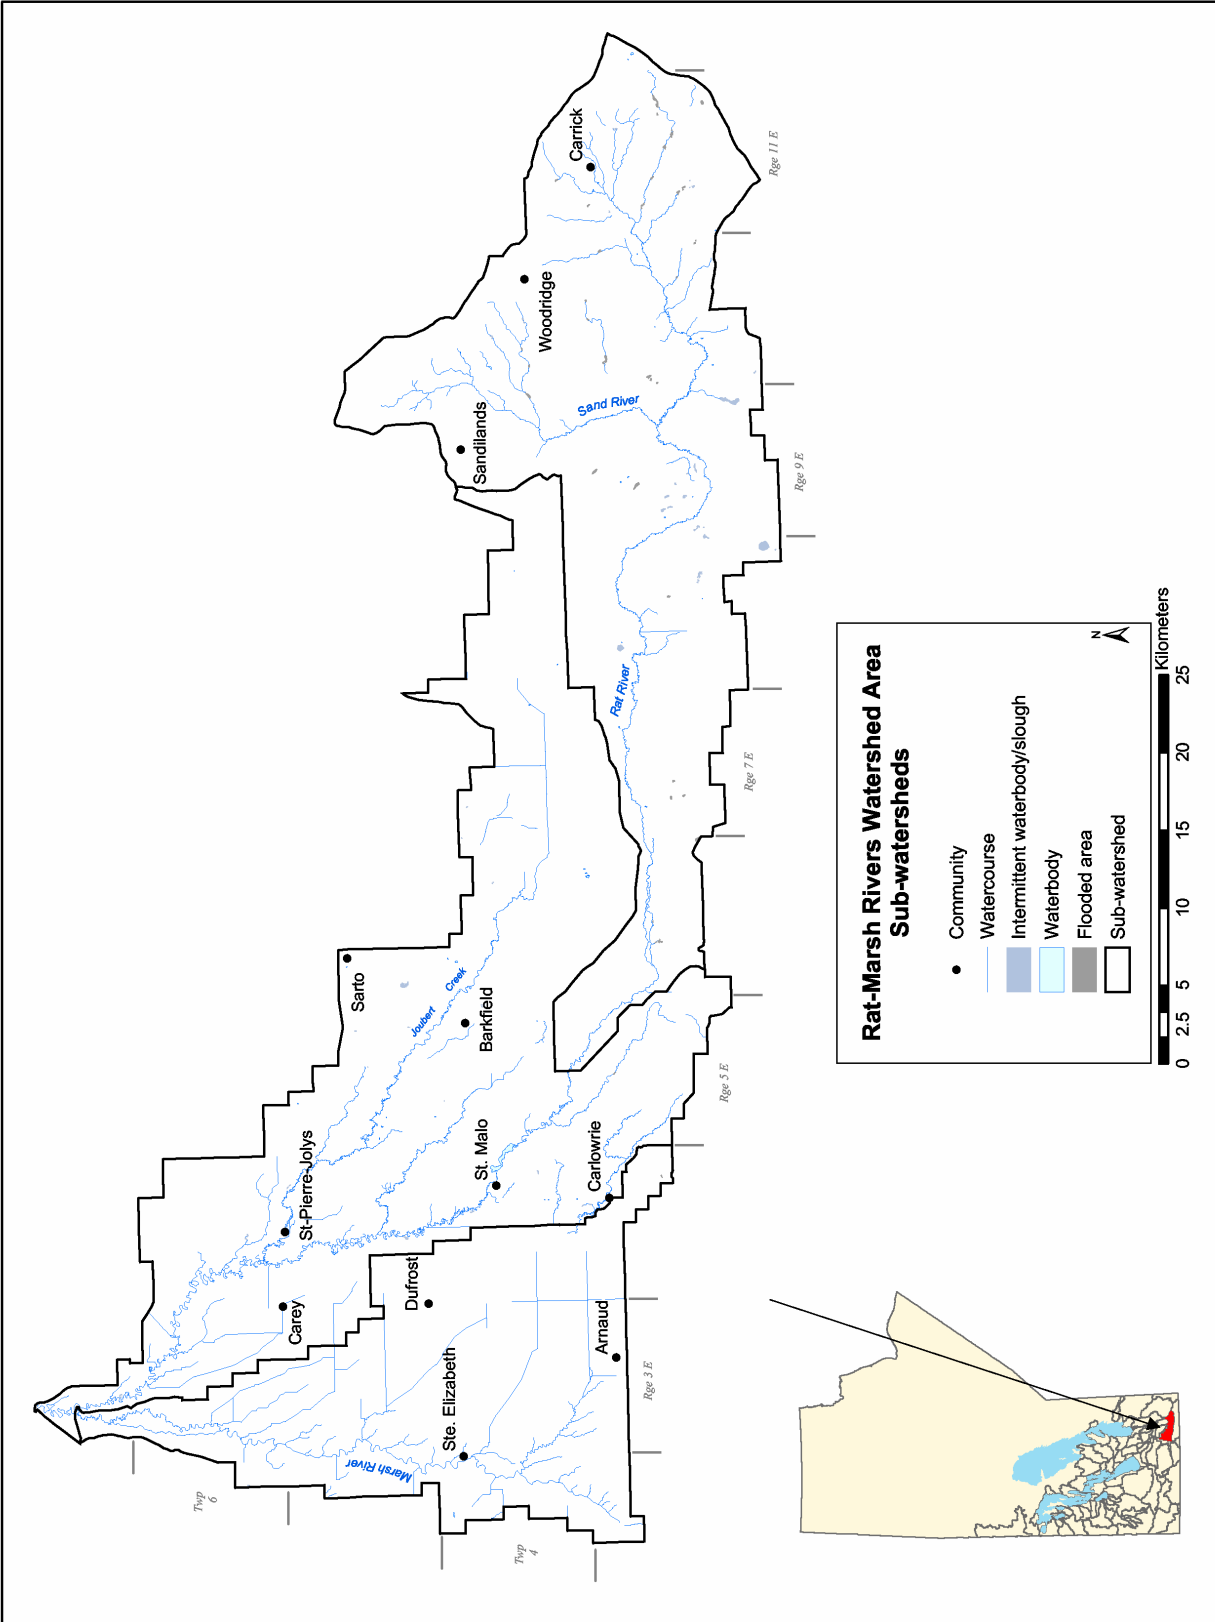 Carrick
Woodridge
Sandilands
Sand River
Rat River
Sarto
Joubert Creek
Barkfield
St-Pierre-Jolys
St. Malo
Carlowrie
Carey
Dufrost
Ste. Elizabeth
Arnaud
Marsh River
Rge 11 E
Rge 9 E
Rge 7 E
Rge 5 E
Rge 3 E
Twp
6
Twp
4
Rat-Marsh Rivers Watershed Area
Sub-watersheds
Community
Watercourse
Intermittent waterbody/slough
Waterbody
Flooded area
Sub-watershed
N
0 2.5 5 10 15 20 25
Kilometers